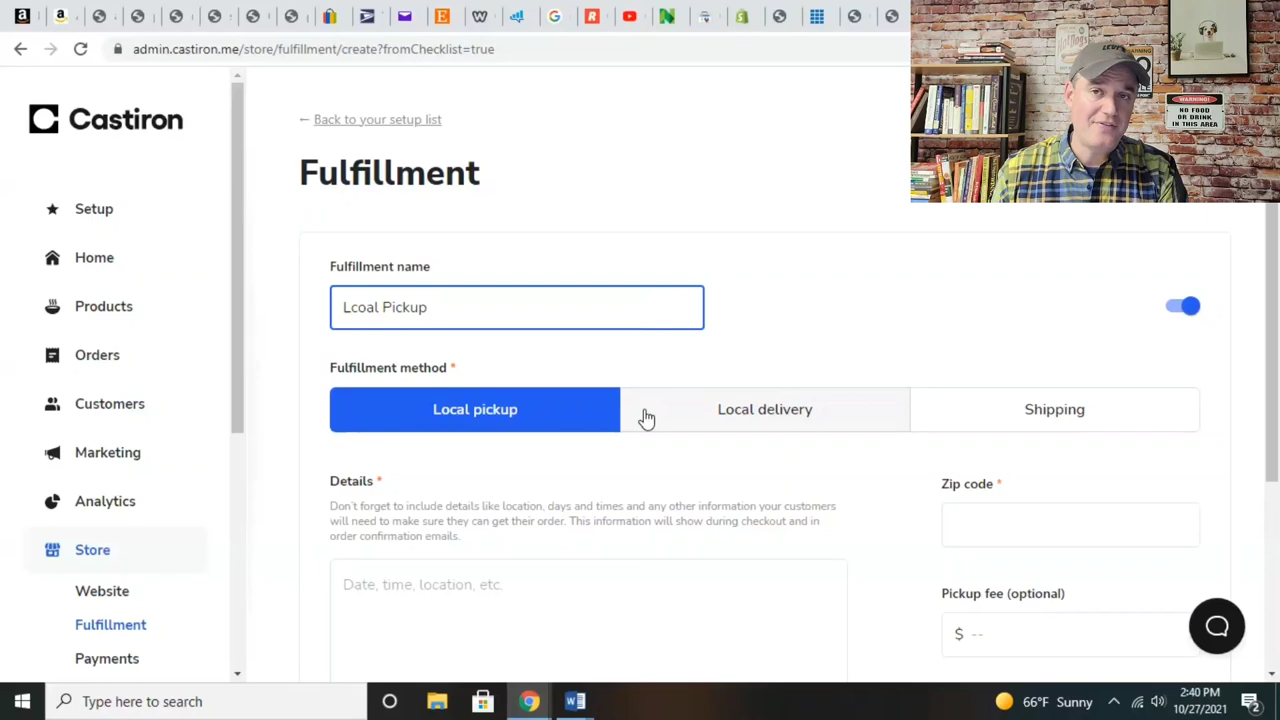 admin.castiron.me/store/fulfillment/create?fromChecklist=true
Castiron
Setup
Home
Products
Orders
Customers
Marketing
Analytics
Store
Website
Fulfillment
Payments
← Back to your setup list
Fulfillment
Fulfillment name
Lcoal Pickup
Fulfillment method *
Local pickup
Local delivery
Shipping
Details *
Don't forget to include details like location, days and times and any other information your customers
will need to make sure they can get their order. This information will show during checkout and in
order confirmation emails.
Date, time, location, etc.
Zip code *
Pickup fee (optional)
$ --
WARNING!
NO FOOD
OR DRINK
IN THIS AREA
Type here to search
66°F Sunny
2:40 PM
10/27/2021
2